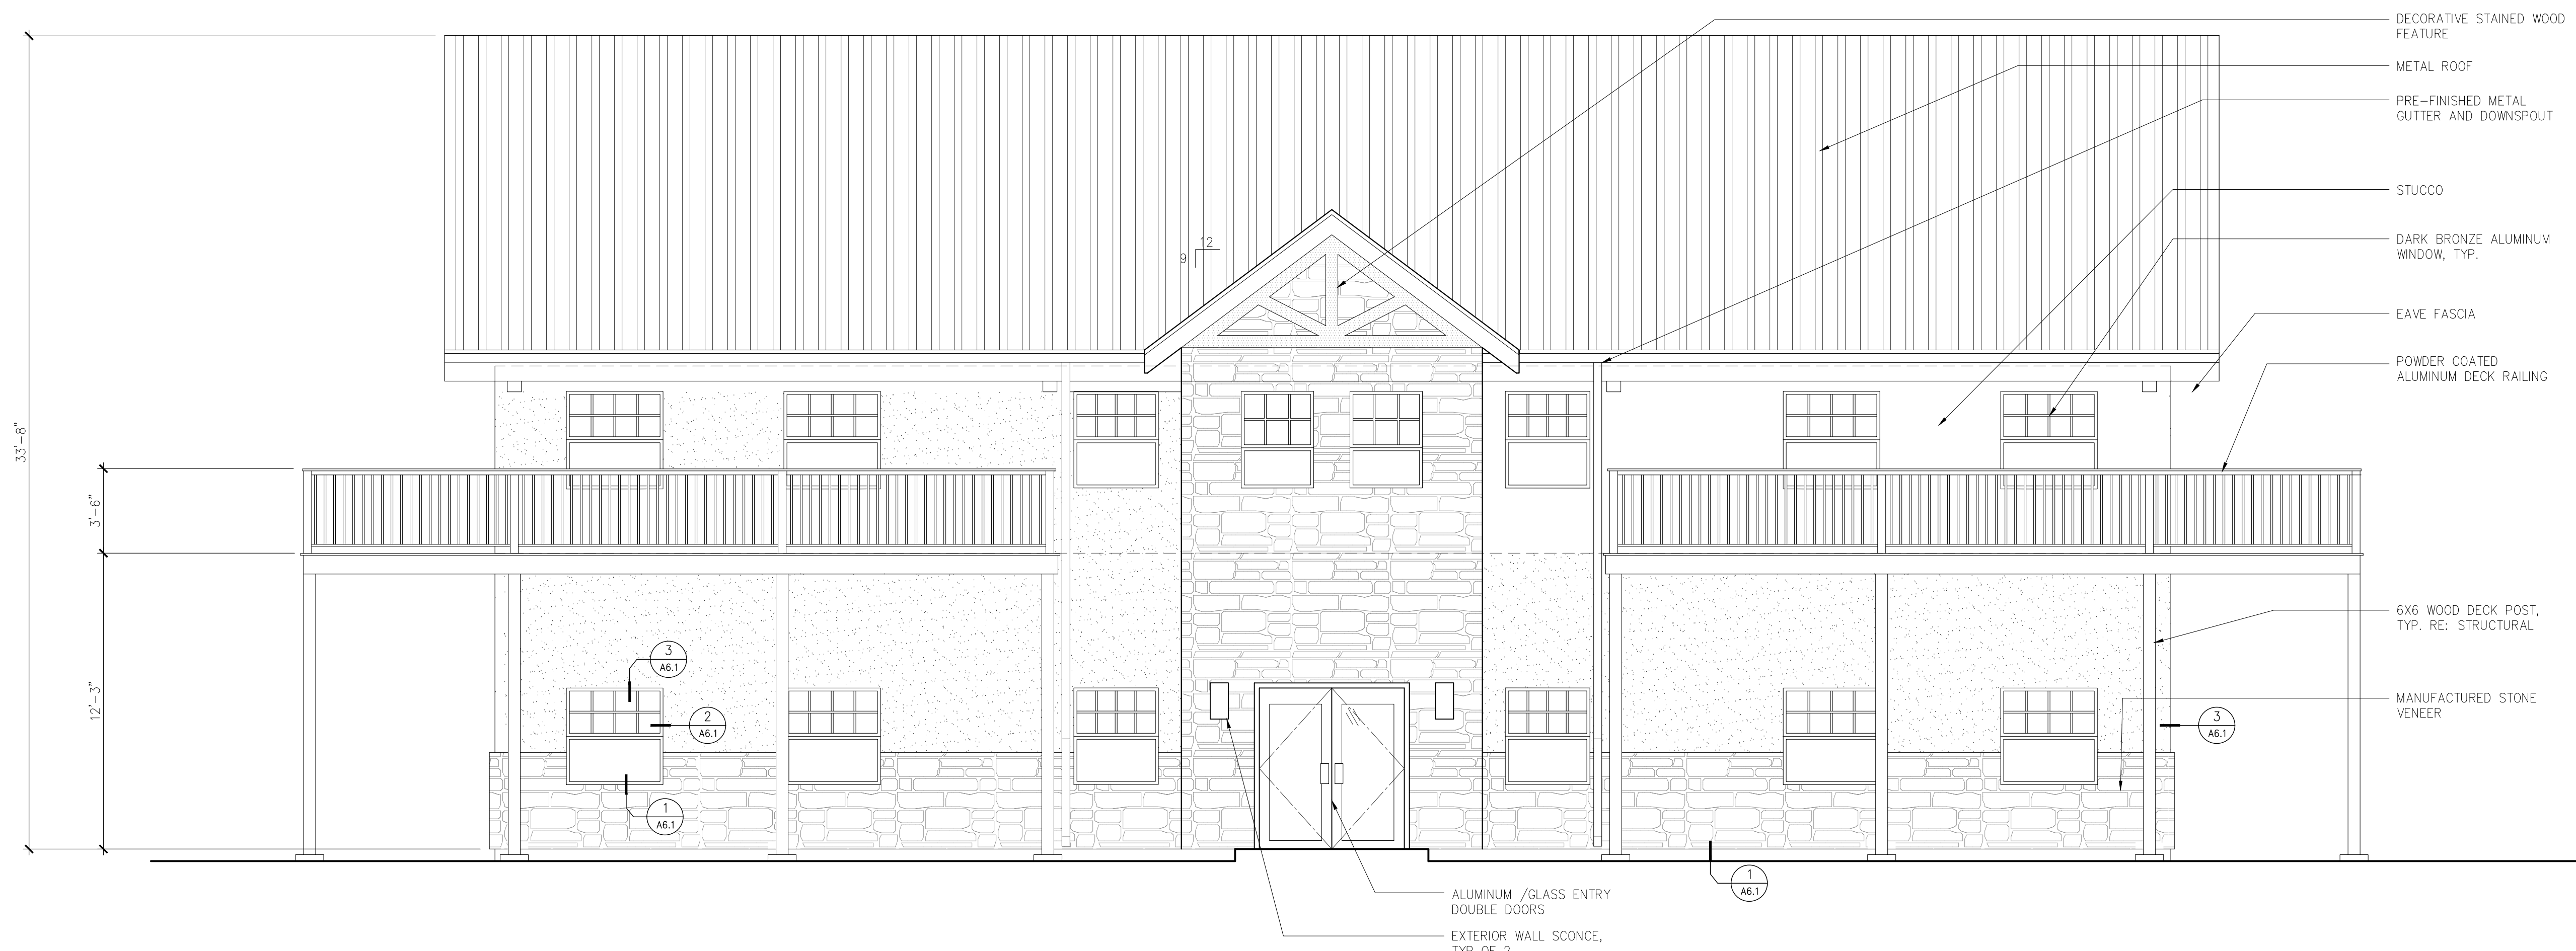 DECORATIVE STAINED WOOD
FEATURE
METAL ROOF
PRE-FINISHED METAL
GUTTER AND DOWNSPOUT
STUCCO
DARK BRONZE ALUMINUM
WINDOW, TYP.
12
9
EAVE FASCIA
POWDER COATED
ALUMINUM DECK RAILING
33'-8"
3'-6"
12'-3"
6X6 WOOD DECK POST,
TYP. RE: STRUCTURAL
3
A6.1
2
A6.1
1
A6.1
MANUFACTURED STONE
VENEER
3
A6.1
1
A6.1
ALUMINUM /GLASS ENTRY
DOUBLE DOORS
EXTERIOR WALL SCONCE,
TYP OF 2